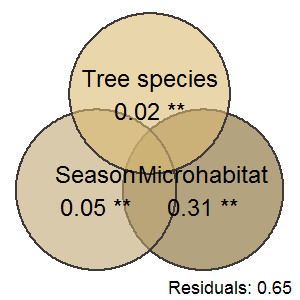 Tree species
0.02 **
Season Microhabitat
0.05 ** 0.31 **
Residuals: 0.65